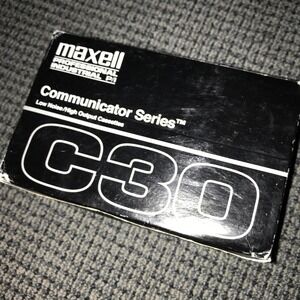 maxell
PROFESSIONAL
INDUSTRIAL P/I
Communicator Series™
Low Noise/High Output Cassettes
C30